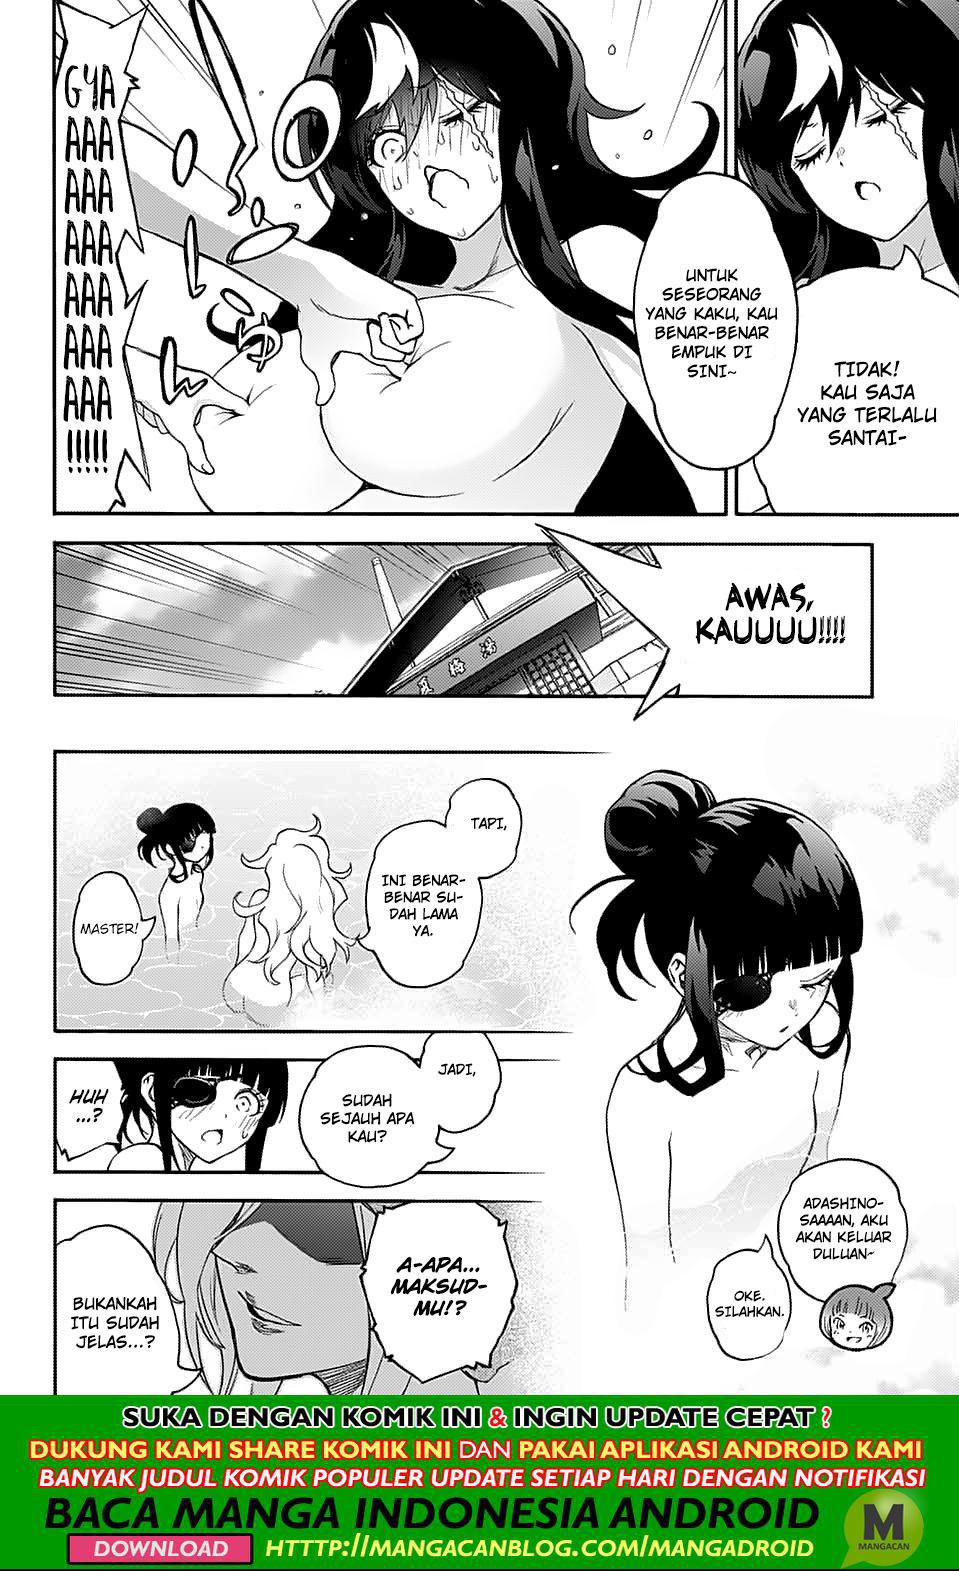 TIDAK!
KAU SAJA
YANG TERLALU
SANTAI-
UNTUK
SESEORANG
YANG KAKU, KAU
BENAR-BENAR
EMPUK DI
SINI~
GYA
AAA
AAA
AAA
AAA
AAA
AAA
!!!!!
AWAS,
KAUUUU!!!!!
TAPI,
INI BENAR-
BENAR SU-
DAH LAMA
YA.
MASTER!
ADASHINO-
SAAAAN, AKU
AKAN KELUAR
DULUAN~
OKE.
SILAHKAN.
JADI,
SUDAH
SEJAUH APA
KAU?
HUH
...?
A-APA...
MAKSUD-
MU!?
BUKANKAH
ITU SUDAH
JELAS...?
SUKA DENGAN KOMIK INI & INGIN UPDATE CEPAT ?
DUKUNG KAMI SHARE KOMIK INI DAN PAKAI APLIKASI ANDROID KAMI
BANYAK JUDUL KOMIK POPULER UPDATE SETIAP HARI DENGAN NOTIFIKASI
BACA MANGA INDONESIA ANDROID
DOWNLOAD HTTTP://MANGACANBLOG.COM/MANGADROID
M
MANGACAN